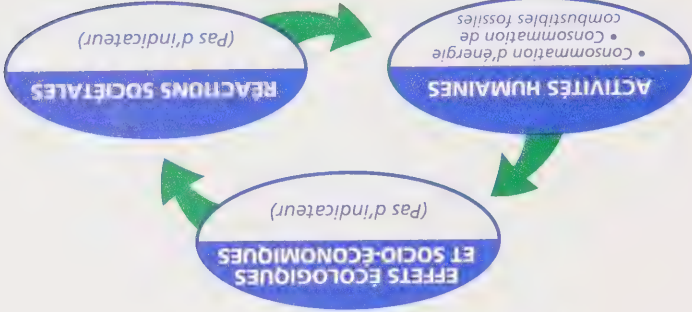 EFFETS ÉCOLOGIQUES
ET SOCIO-ÉCONOMIQUES
(Pas d'indicateur)
ACTIVITÉS HUMAINES
• Consommation d'énergie
• Consommation de
combustibles fossiles
RÉACTIONS SOCIÉTALES
(Pas d'indicateur)